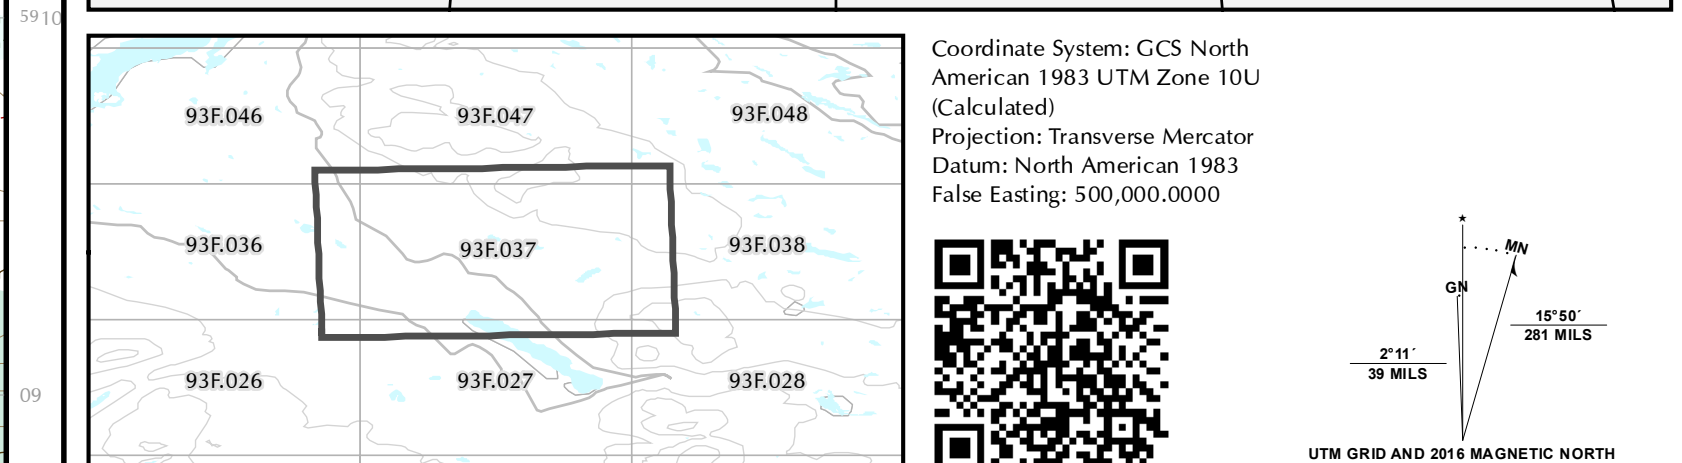 5910
09
93F.046
93F.047
93F.048
93F.036
93F.037
93F.038
93F.026
93F.027
93F.028
Coordinate System: GCS North
American 1983 UTM Zone 10U
(Calculated)
Projection: Transverse Mercator
Datum: North American 1983
False Easting: 500,000.0000
MN
GN
15°50´
281 MILS
2°11´
39 MILS
UTM GRID AND 2016 MAGNETIC NORTH